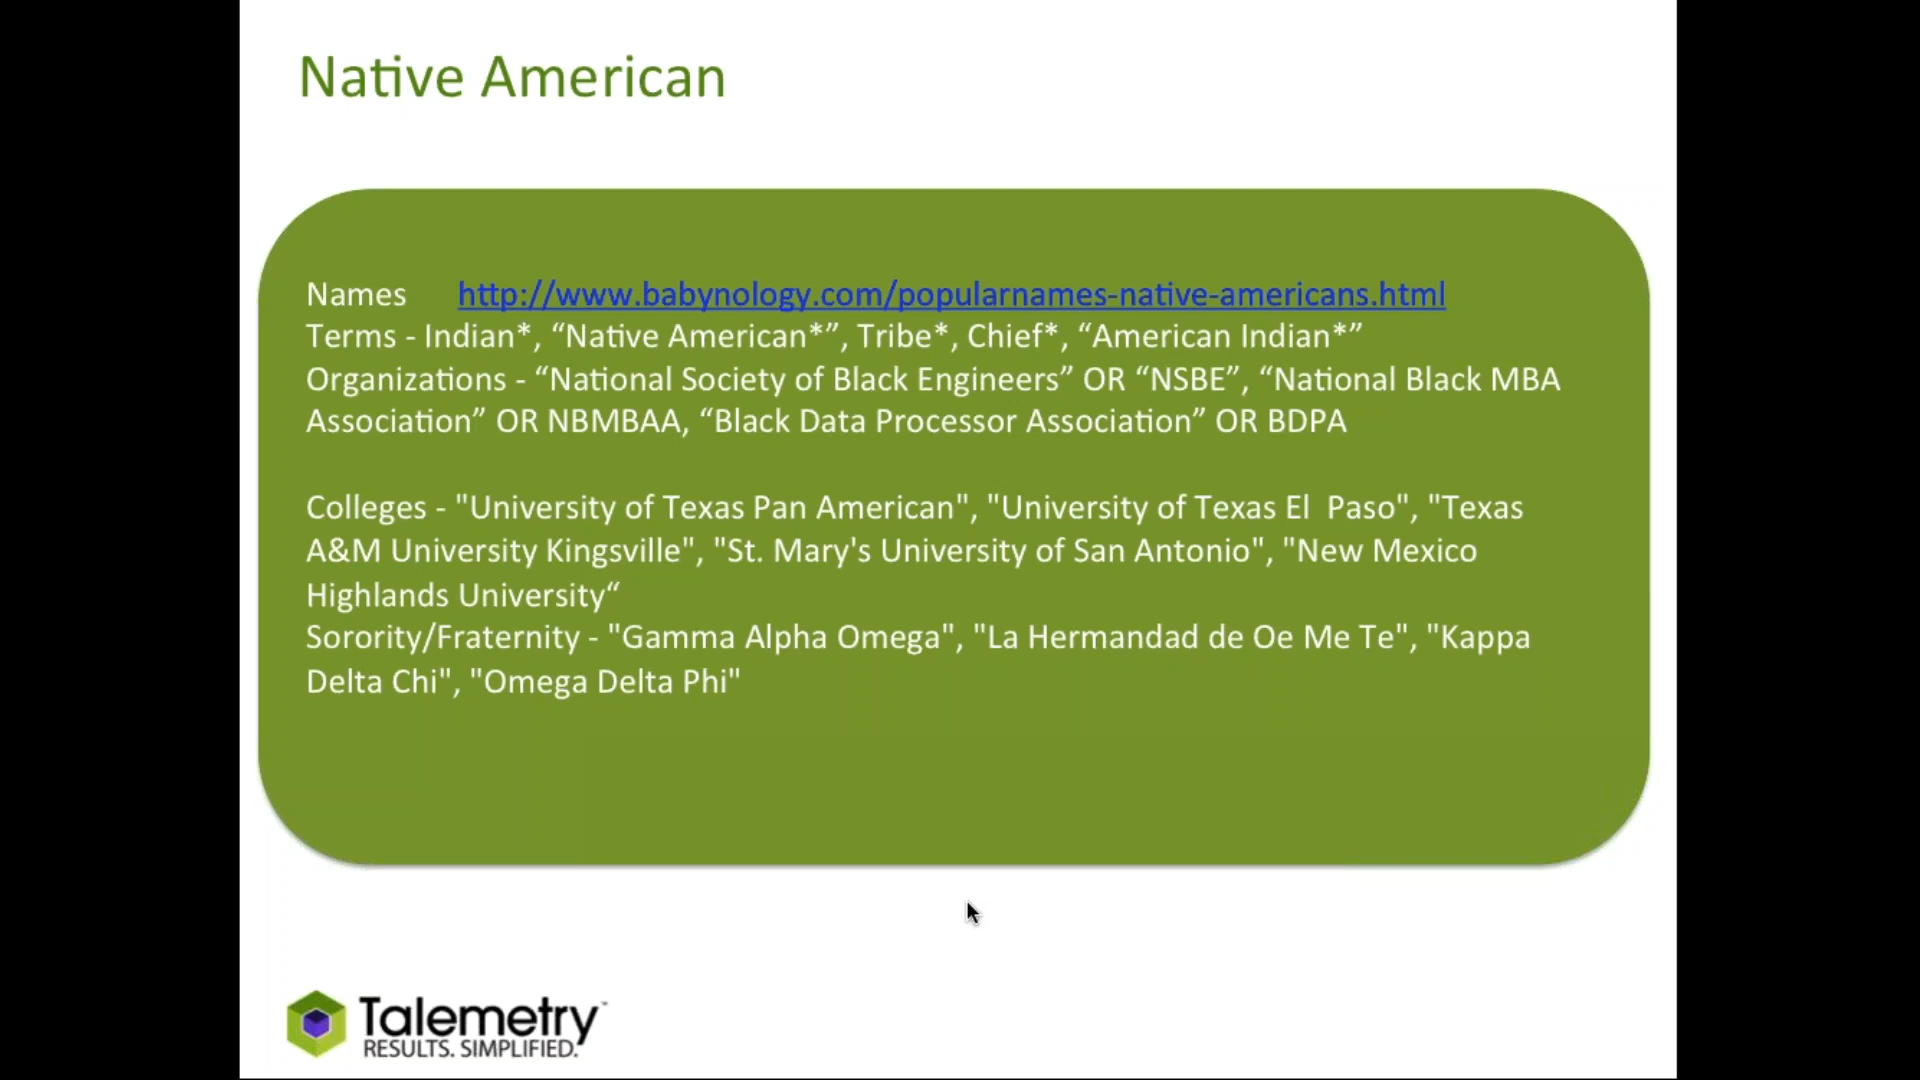 Native American
Names http://www.babynology.com/popularnames-native-americans.html
Terms - Indian*, “Native American*”, Tribe*, Chief*, “American Indian*”
Organizations - “National Society of Black Engineers” OR “NSBE”, “National Black MBA
Association” OR NBMBAA, “Black Data Processor Association” OR BDPA
Colleges - "University of Texas Pan American", "University of Texas El  Paso", "Texas
A&M University Kingsville", "St. Mary's University of San Antonio", "New Mexico
Highlands University“
Sorority/Fraternity - "Gamma Alpha Omega", "La Hermandad de Oe Me Te", "Kappa
Delta Chi", "Omega Delta Phi"
Talemetry™
RESULTS. SIMPLIFIED.